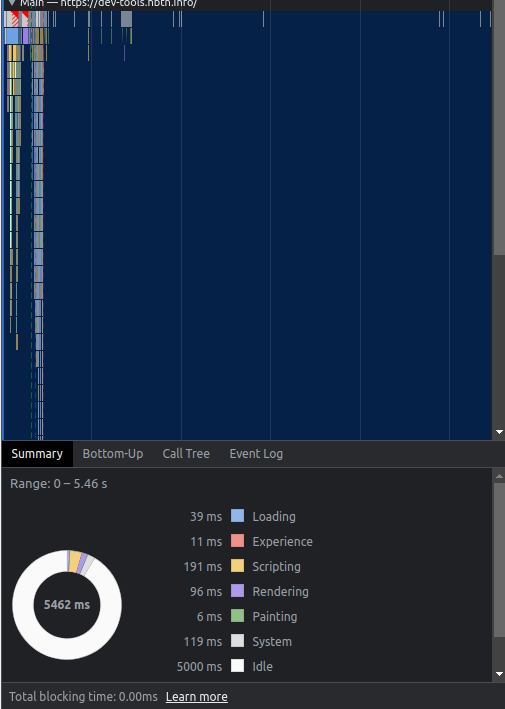 ▼ Main — https://dev-tools.nbtn.info/
Summary Bottom-Up Call Tree Event Log
Range: 0 – 5.46 s
39 ms Loading
11 ms Experience
191 ms Scripting
96 ms Rendering
6 ms Painting
119 ms System
5000 ms Idle
5462 ms
Total blocking time: 0.00ms Learn more